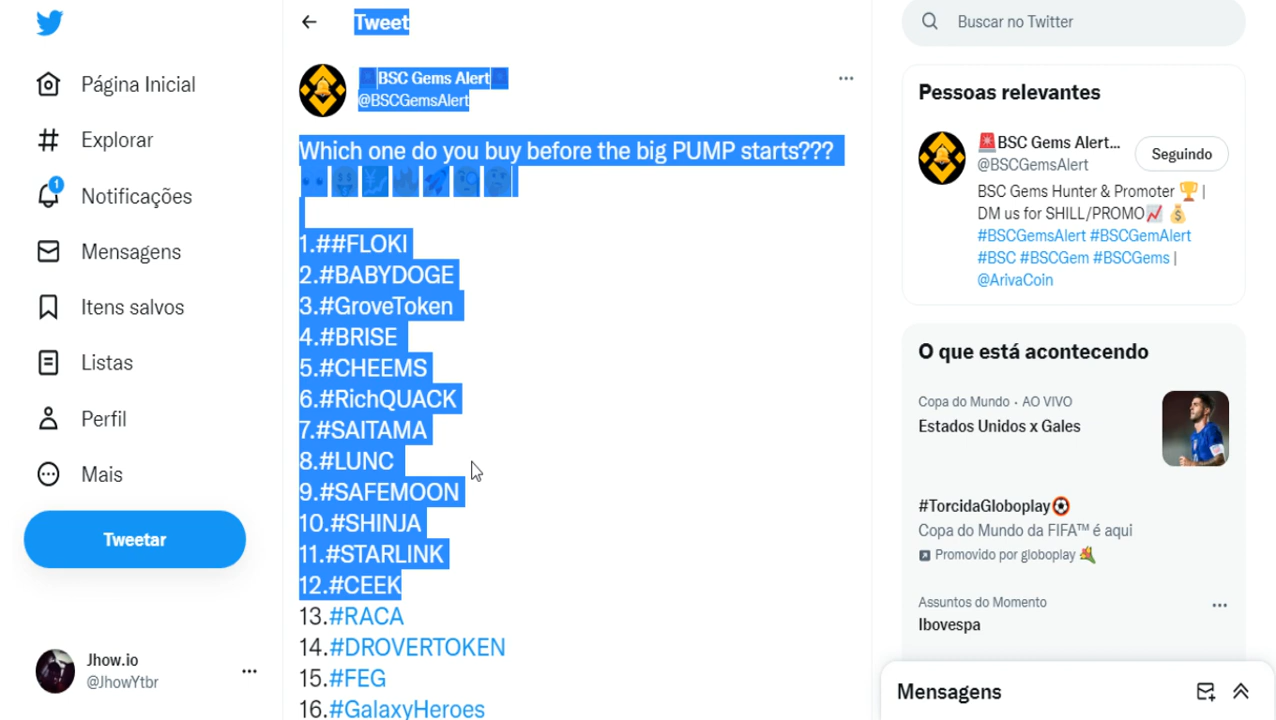 Página Inicial
Explorar
1
Notificações
Mensagens
Itens salvos
Listas
Perfil
Mais
Tweetar
Jhow.io
@JhowYtbr
Tweet
BSC Gems Alert
@BSCGemsAlert
Which one do you buy before the big PUMP starts???
1.##FLOKI
2.#BABYDOGE
3.#GroveToken
4.#BRISE
5.#CHEEMS
6.#RichQUACK
7.#SAITAMA
8.#LUNC
9.#SAFEMOON
10.#SHINJA
11.#STARLINK
12.#CEEK
13.#RACA
14.#DROVERTOKEN
15.#FEG
16.#GalaxyHeroes
Buscar no Twitter
Pessoas relevantes
BSC Gems Alert...
@BSCGemsAlert
Seguindo
BSC Gems Hunter & Promoter 🏆 |
DM us for SHILL/PROMO📈 💰
#BSCGemsAlert #BSCGemAlert
#BSC #BSCGem #BSCGems |
@ArivaCoin
O que está acontecendo
Copa do Mundo · AO VIVO
Estados Unidos x Gales
#TorcidaGloboplay
Copa do Mundo da FIFA™ é aqui
Promovido por globoplay
Assuntos do Momento
Ibovespa
Mensagens